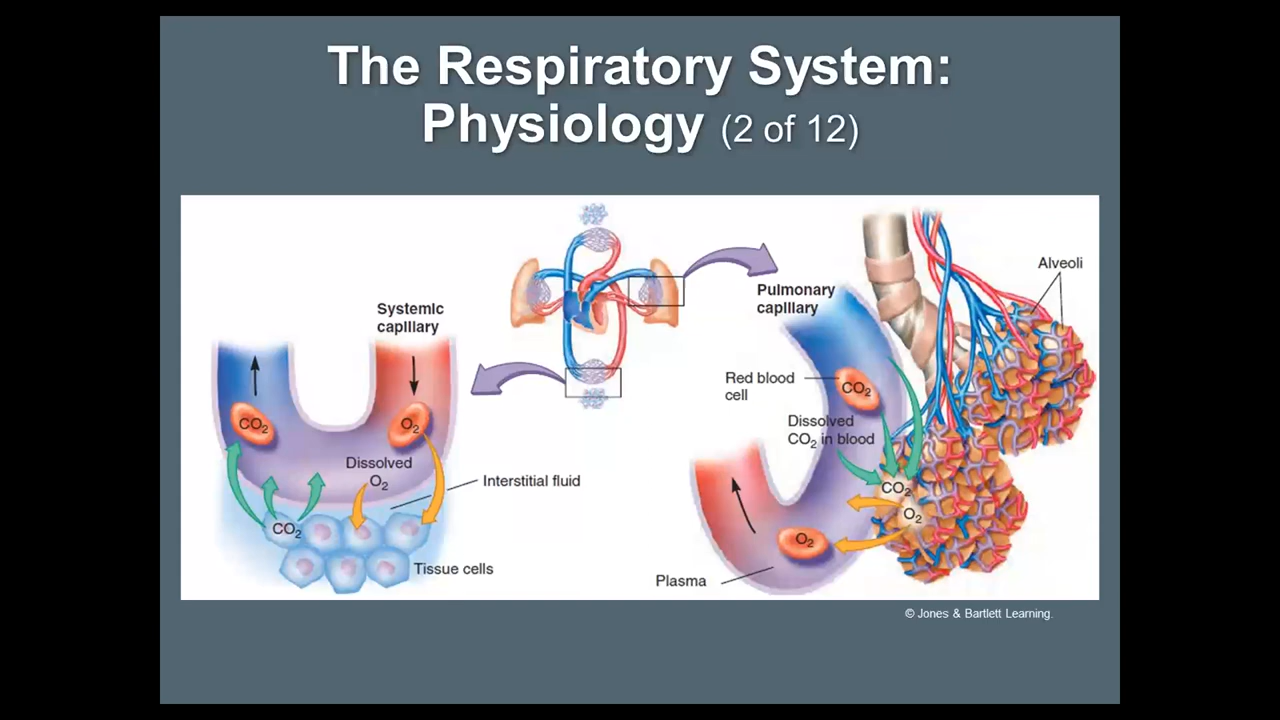 The Respiratory System:
Physiology (2 of 12)
Systemic
capillary
CO2
O2
Dissolved
O2
Interstitial fluid
CO2
Tissue cells
Pulmonary
capillary
Alveoli
Red blood
cell
CO2
Dissolved
CO2 in blood
CO2
O2
O2
Plasma
© Jones & Bartlett Learning.